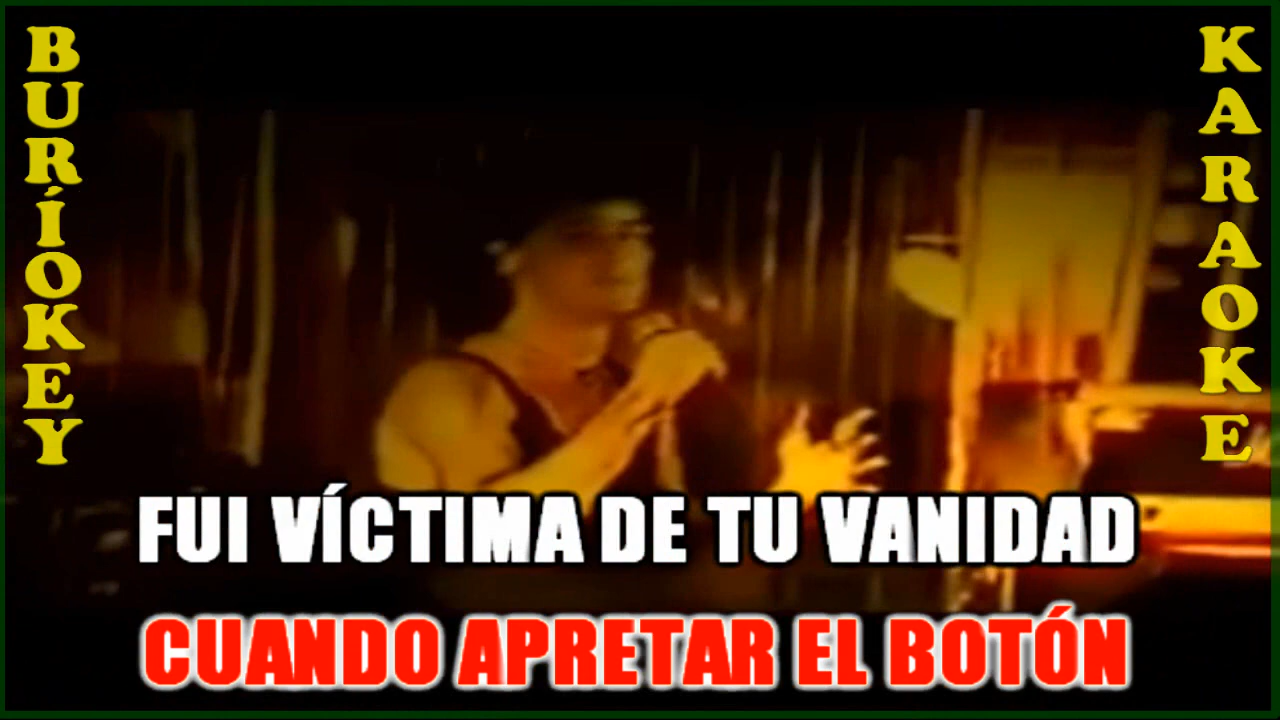 BURÍOKEY
KARAOKE
FUI VÍCTIMA DE TU VANIDAD
CUANDO APRETAR EL BOTÓN